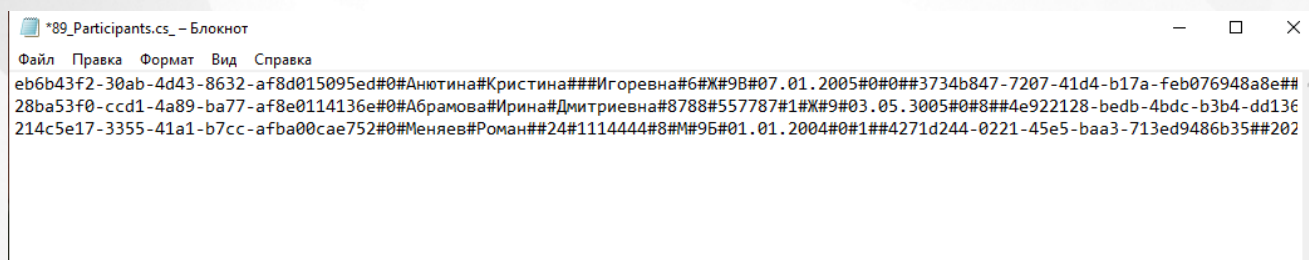 *89_Participants.cs_ – Блокнот
Файл Правка Формат Вид Справка
eb6b43f2-30ab-4d43-8632-af8d015095ed#0#Анютина#Кристина###Игоревна#6#Ж#9В#07.01.2005#0#0##3734b847-7207-41d4-b17a-feb076948a8e##
28ba53f0-ccd1-4a89-ba77-af8e0114136e#0#Абрамова#Ирина#Дмитриевна#8788#557787#1#Ж#9#03.05.3005#0#8##4e922128-bedb-4bdc-b3b4-dd136
214c5e17-3355-41a1-b7cc-afba00cae752#0#Меняев#Роман##24#1114444#8#М#9Б#01.01.2004#0#1##4271d244-0221-45e5-baa3-713ed9486b35##202